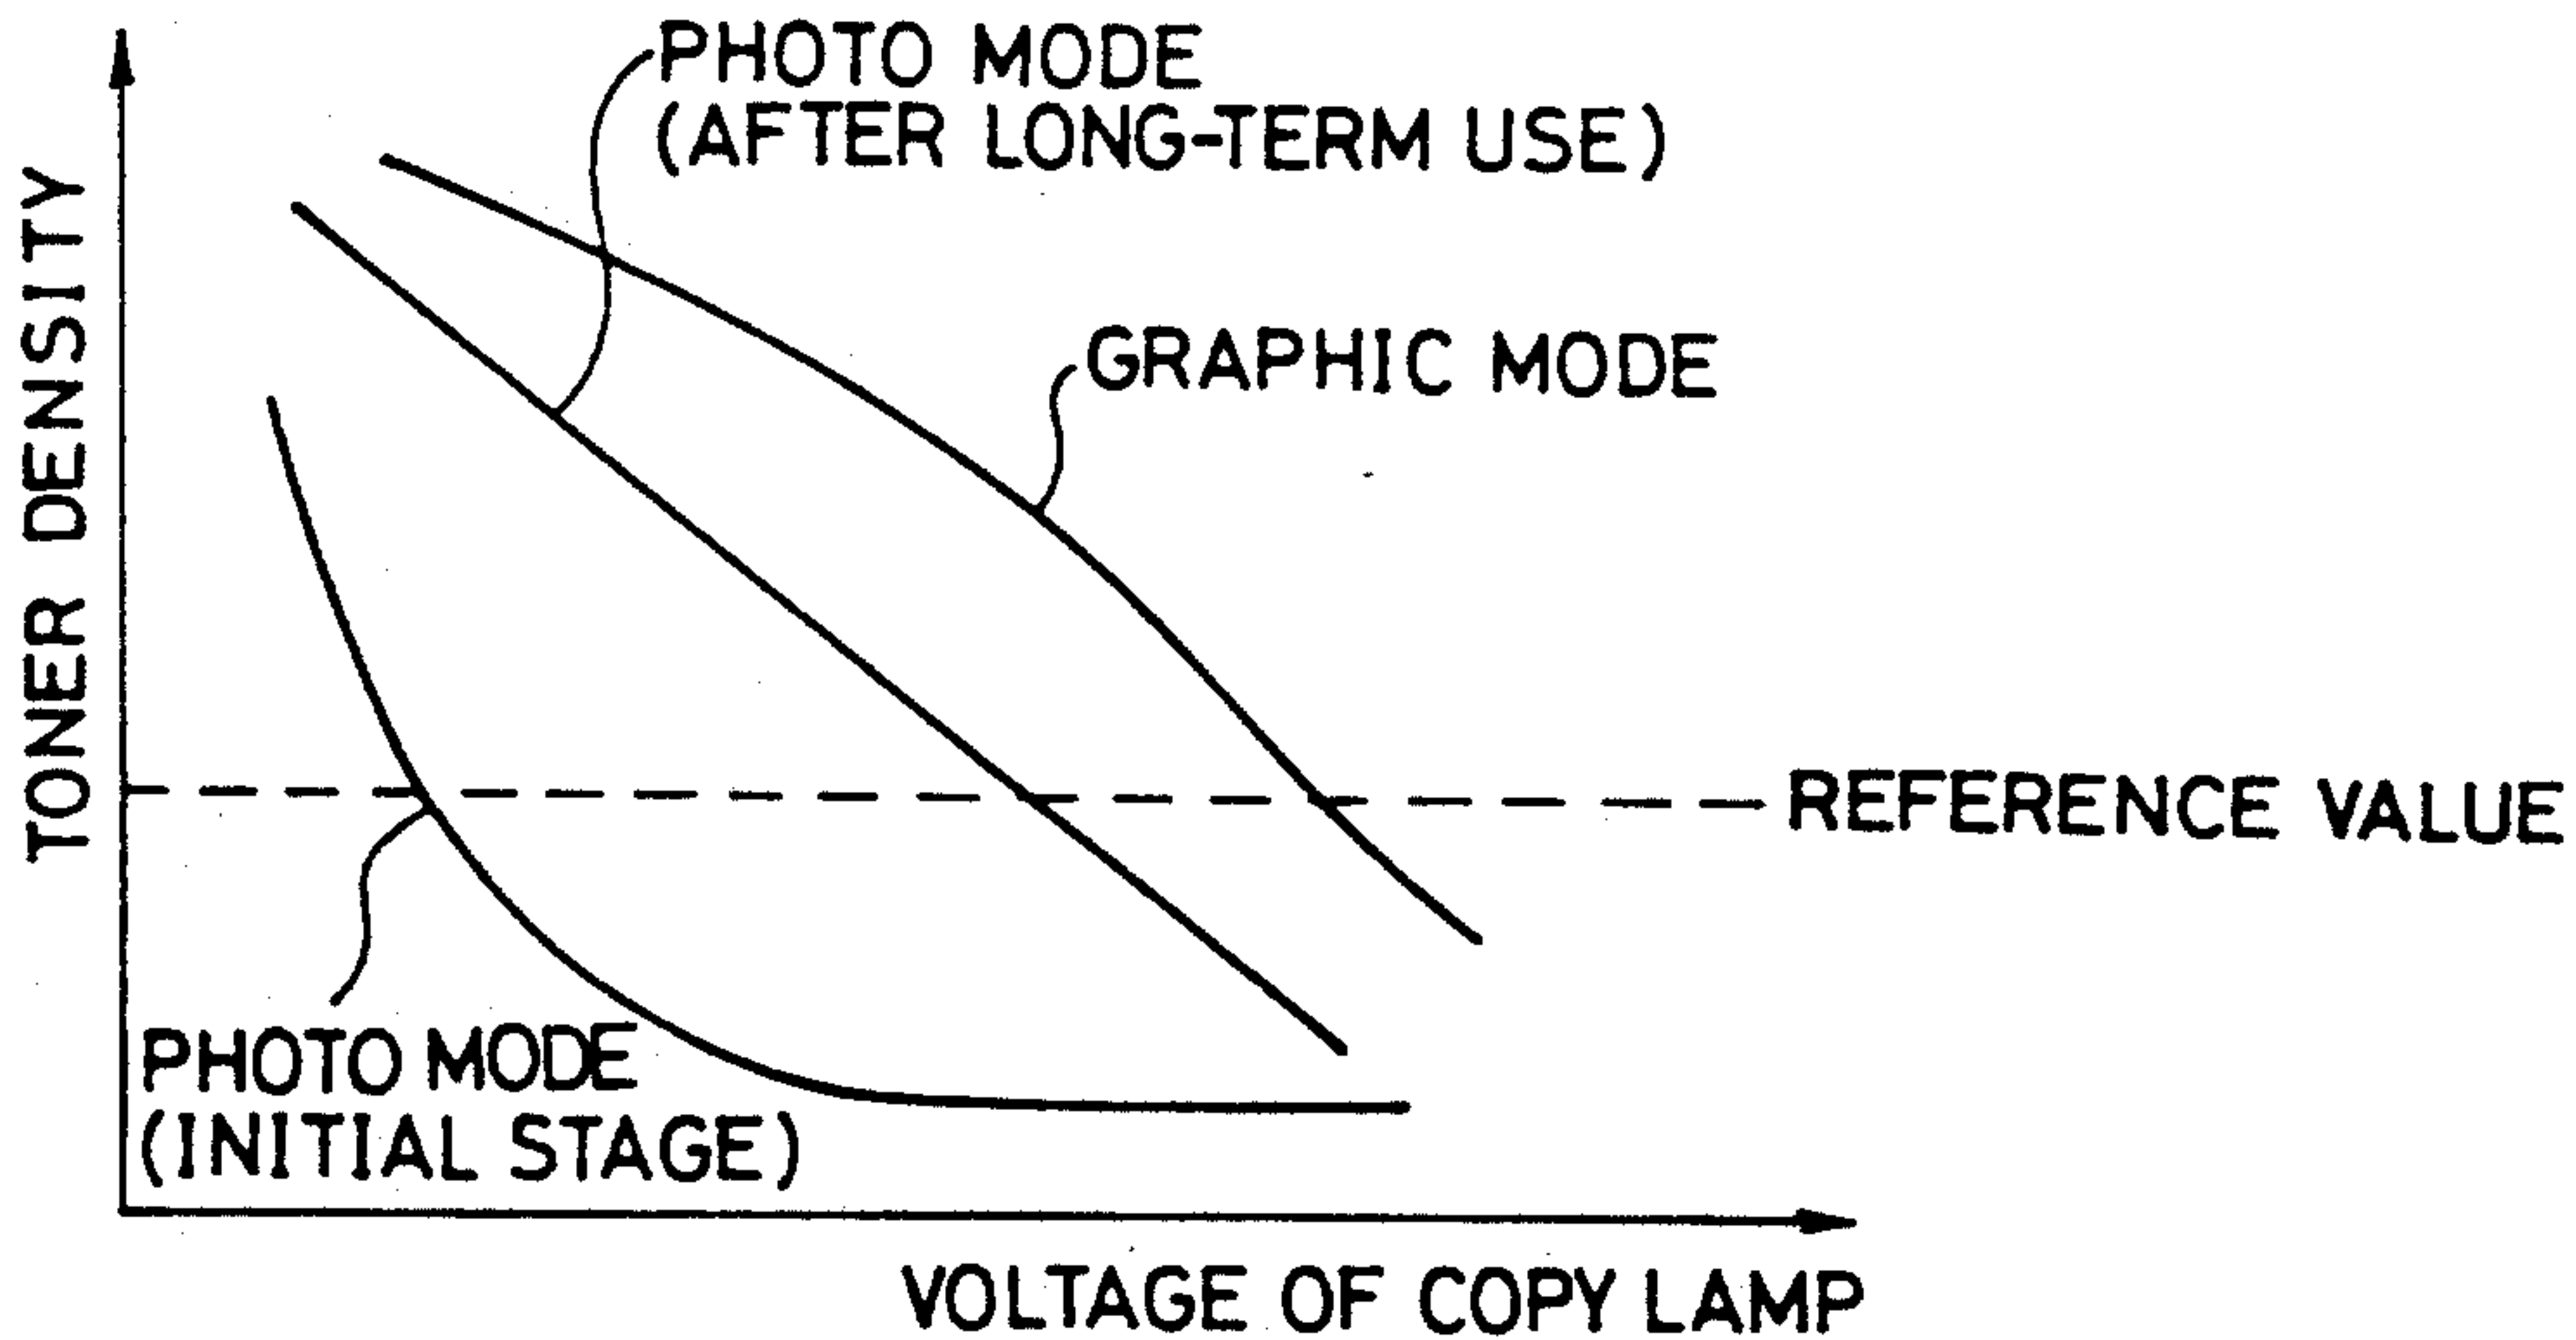 PHOTO MODE
(AFTER LONG-TERM USE)
GRAPHIC MODE
TONER DENSITY
REFERENCE VALUE
PHOTO MODE
(INITIAL STAGE)
VOLTAGE OF COPY LAMP